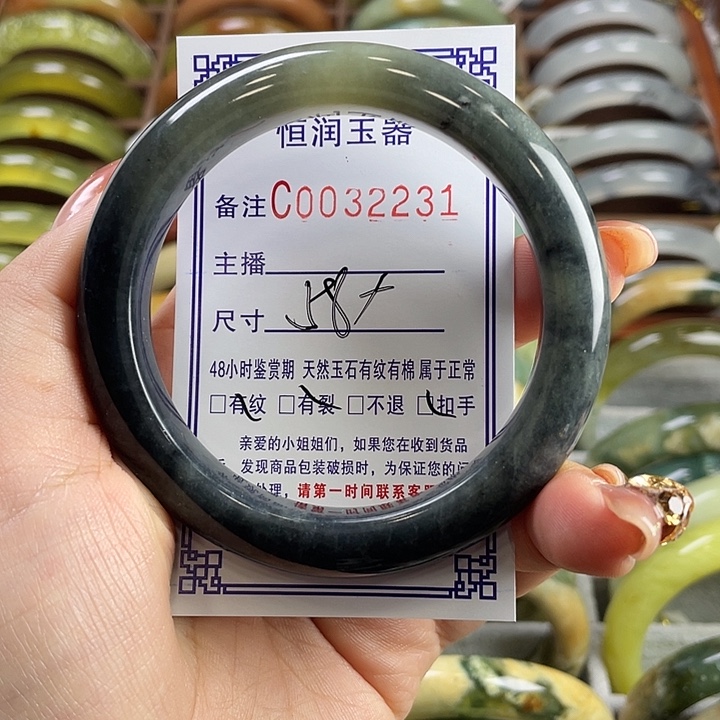 恒润玉器
备注C0032231
主播
尺寸 58+
48小时鉴赏期 天然玉石有纹有棉 属于正常
□有纹 □有裂 □不退 □扣手
亲爱的小姐姐们，如果您在收到货品
发现商品包装破损时，为保证您的问
处理，请第一时间联系客服